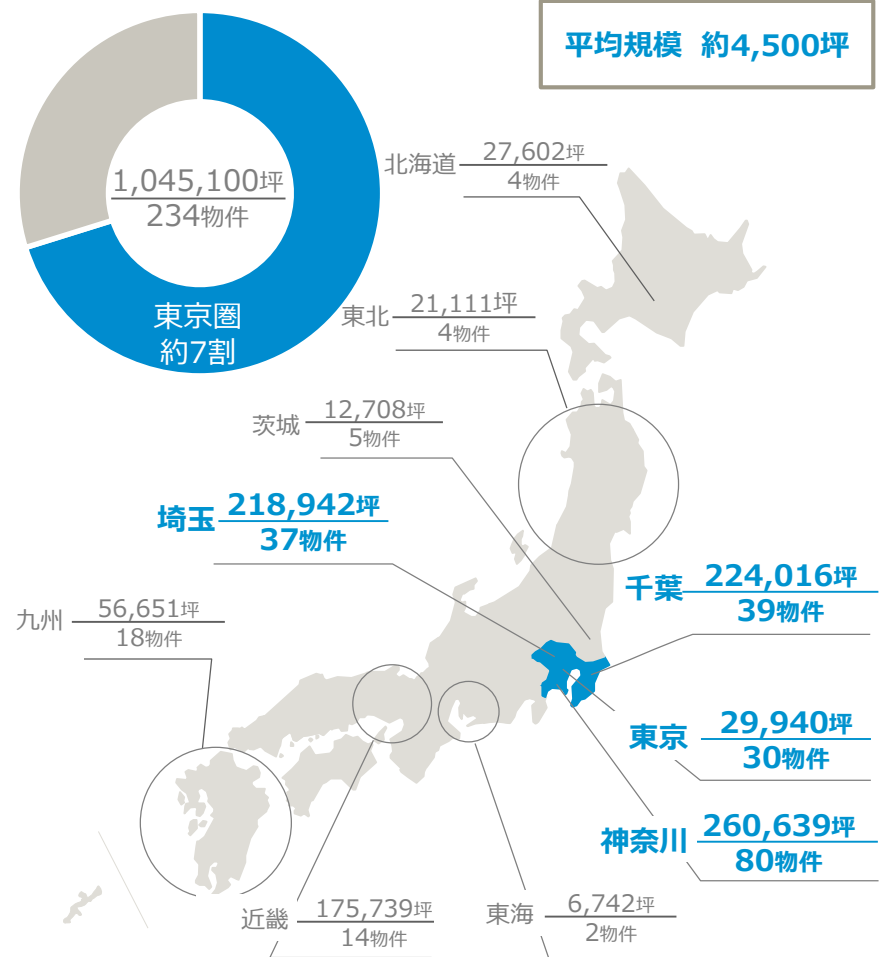 平均規模 約4,500坪
1,045,100坪
234物件
東京圏
約7割
北海道
27,602坪
4物件
東北
21,111坪
4物件
茨城
12,708坪
5物件
埼玉
218,942坪
37物件
千葉
224,016坪
39物件
九州
56,651坪
18物件
東京
29,940坪
30物件
神奈川
260,639坪
80物件
近畿
175,739坪
14物件
東海
6,742坪
2物件